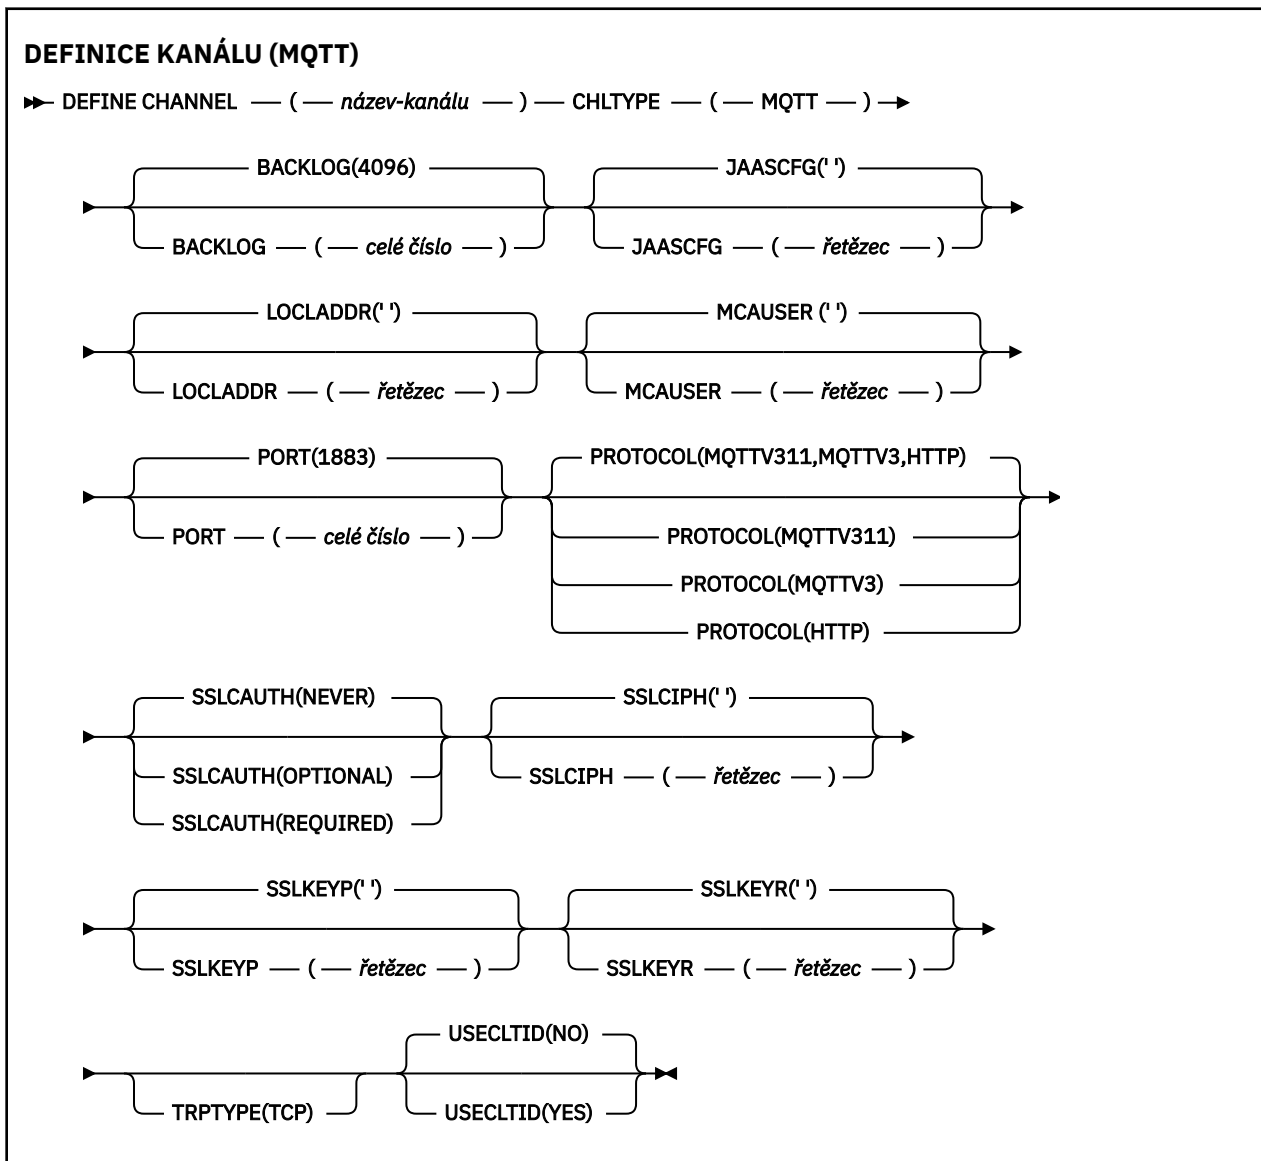 DEFINICE KANÁLU (MQTT)
DEFINE CHANNEL ( název-kanálu ) CHLTYPE ( MQTT )
BACKLOG(4096) JAASCFG(' ')
BACKLOG ( celé číslo ) JAASCFG ( řetězec )
LOCLADDR(' ') MCAUSER (' ')
LOCLADDR ( řetězec ) MCAUSER ( řetězec )
PORT(1883) PROTOCOL(MQTTV311,MQTTV3,HTTP)
PORT ( celé číslo ) PROTOCOL(MQTTV311)
PROTOCOL(MQTTV3)
PROTOCOL(HTTP)
SSLCAUTH(NEVER) SSLCIPH(' ')
SSLCAUTH(OPTIONAL) SSLCIPH ( řetězec )
SSLCAUTH(REQUIRED)
SSLKEYP(' ') SSLKEYR(' ')
SSLKEYP ( řetězec ) SSLKEYR ( řetězec )
USECLTID(NO)
TRPTYPE(TCP) USECLTID(YES)